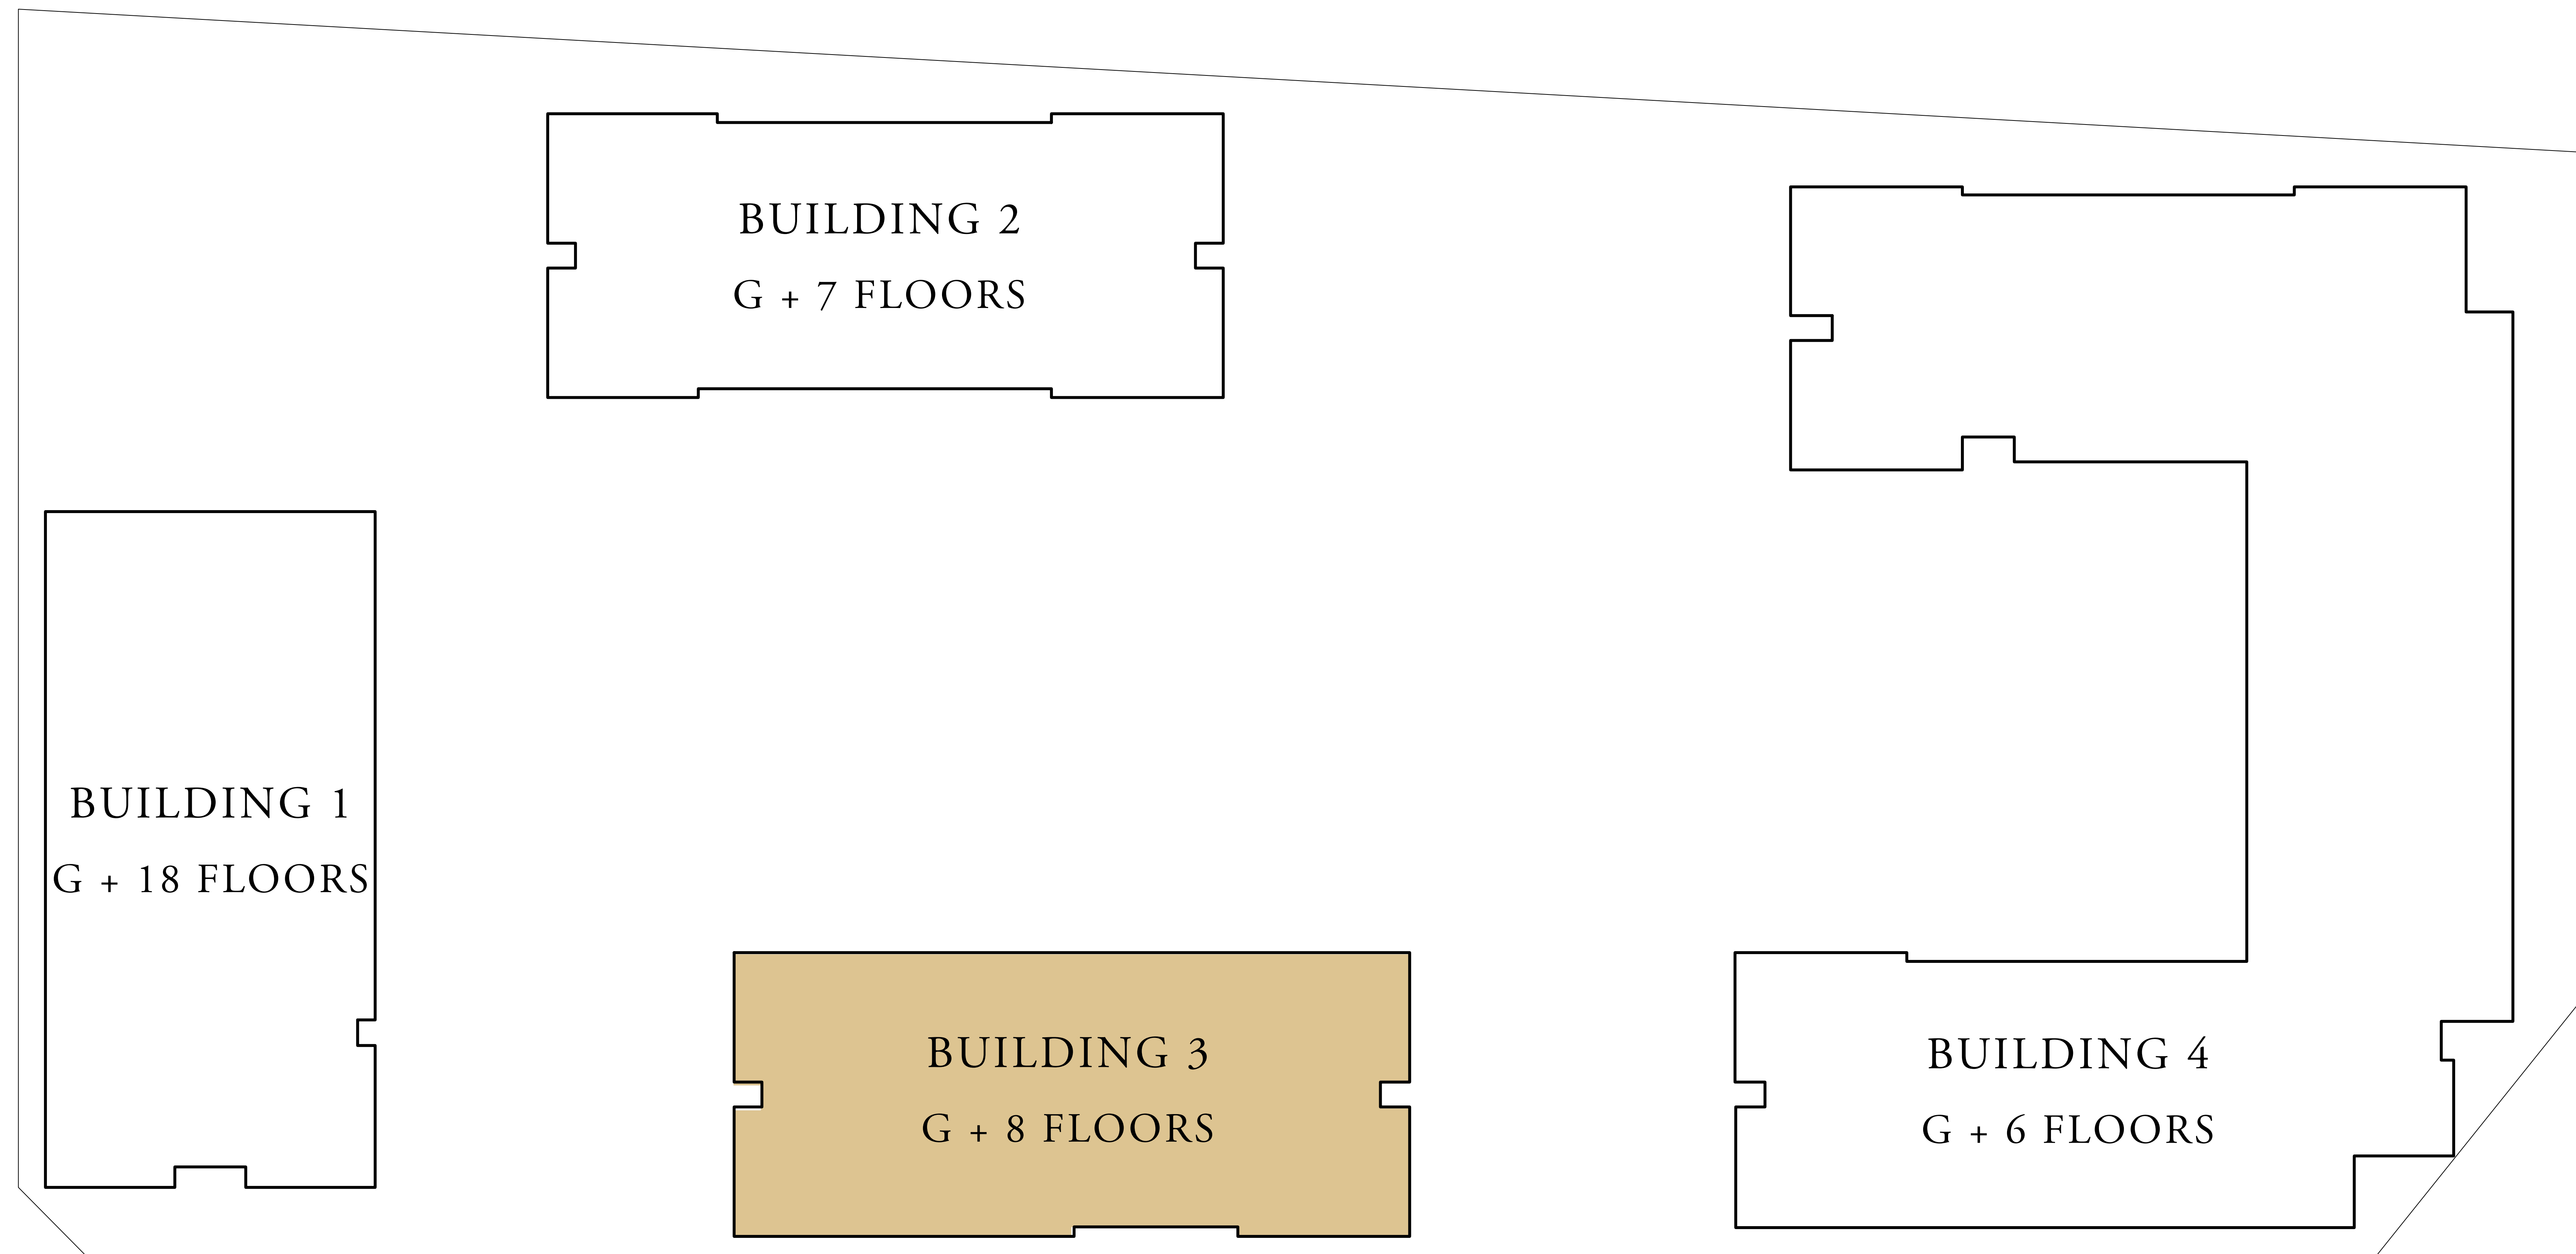 BUILDING 2
G + 7 FLOORS
BUILDING 1
G + 18 FLOORS
BUILDING 3
G + 8 FLOORS
BUILDING 4
G + 6 FLOORS